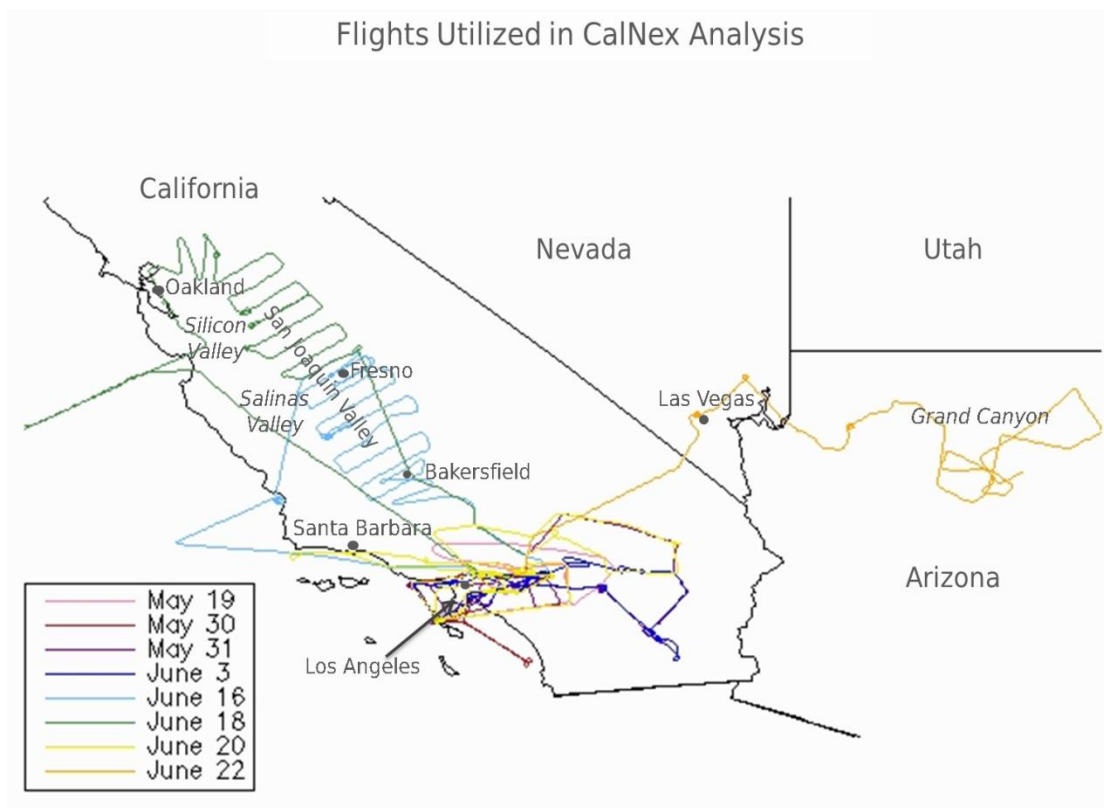 Flights Utilized in CalNex Analysis
California
Nevada
Utah
Oakland
Silicon
Valley
San Joaquin Valley
Fresno
Salinas
Valley
Las Vegas
Grand Canyon
Bakersfield
Santa Barbara
Arizona
Los Angeles
May 19
May 30
May 31
June 3
June 16
June 18
June 20
June 22